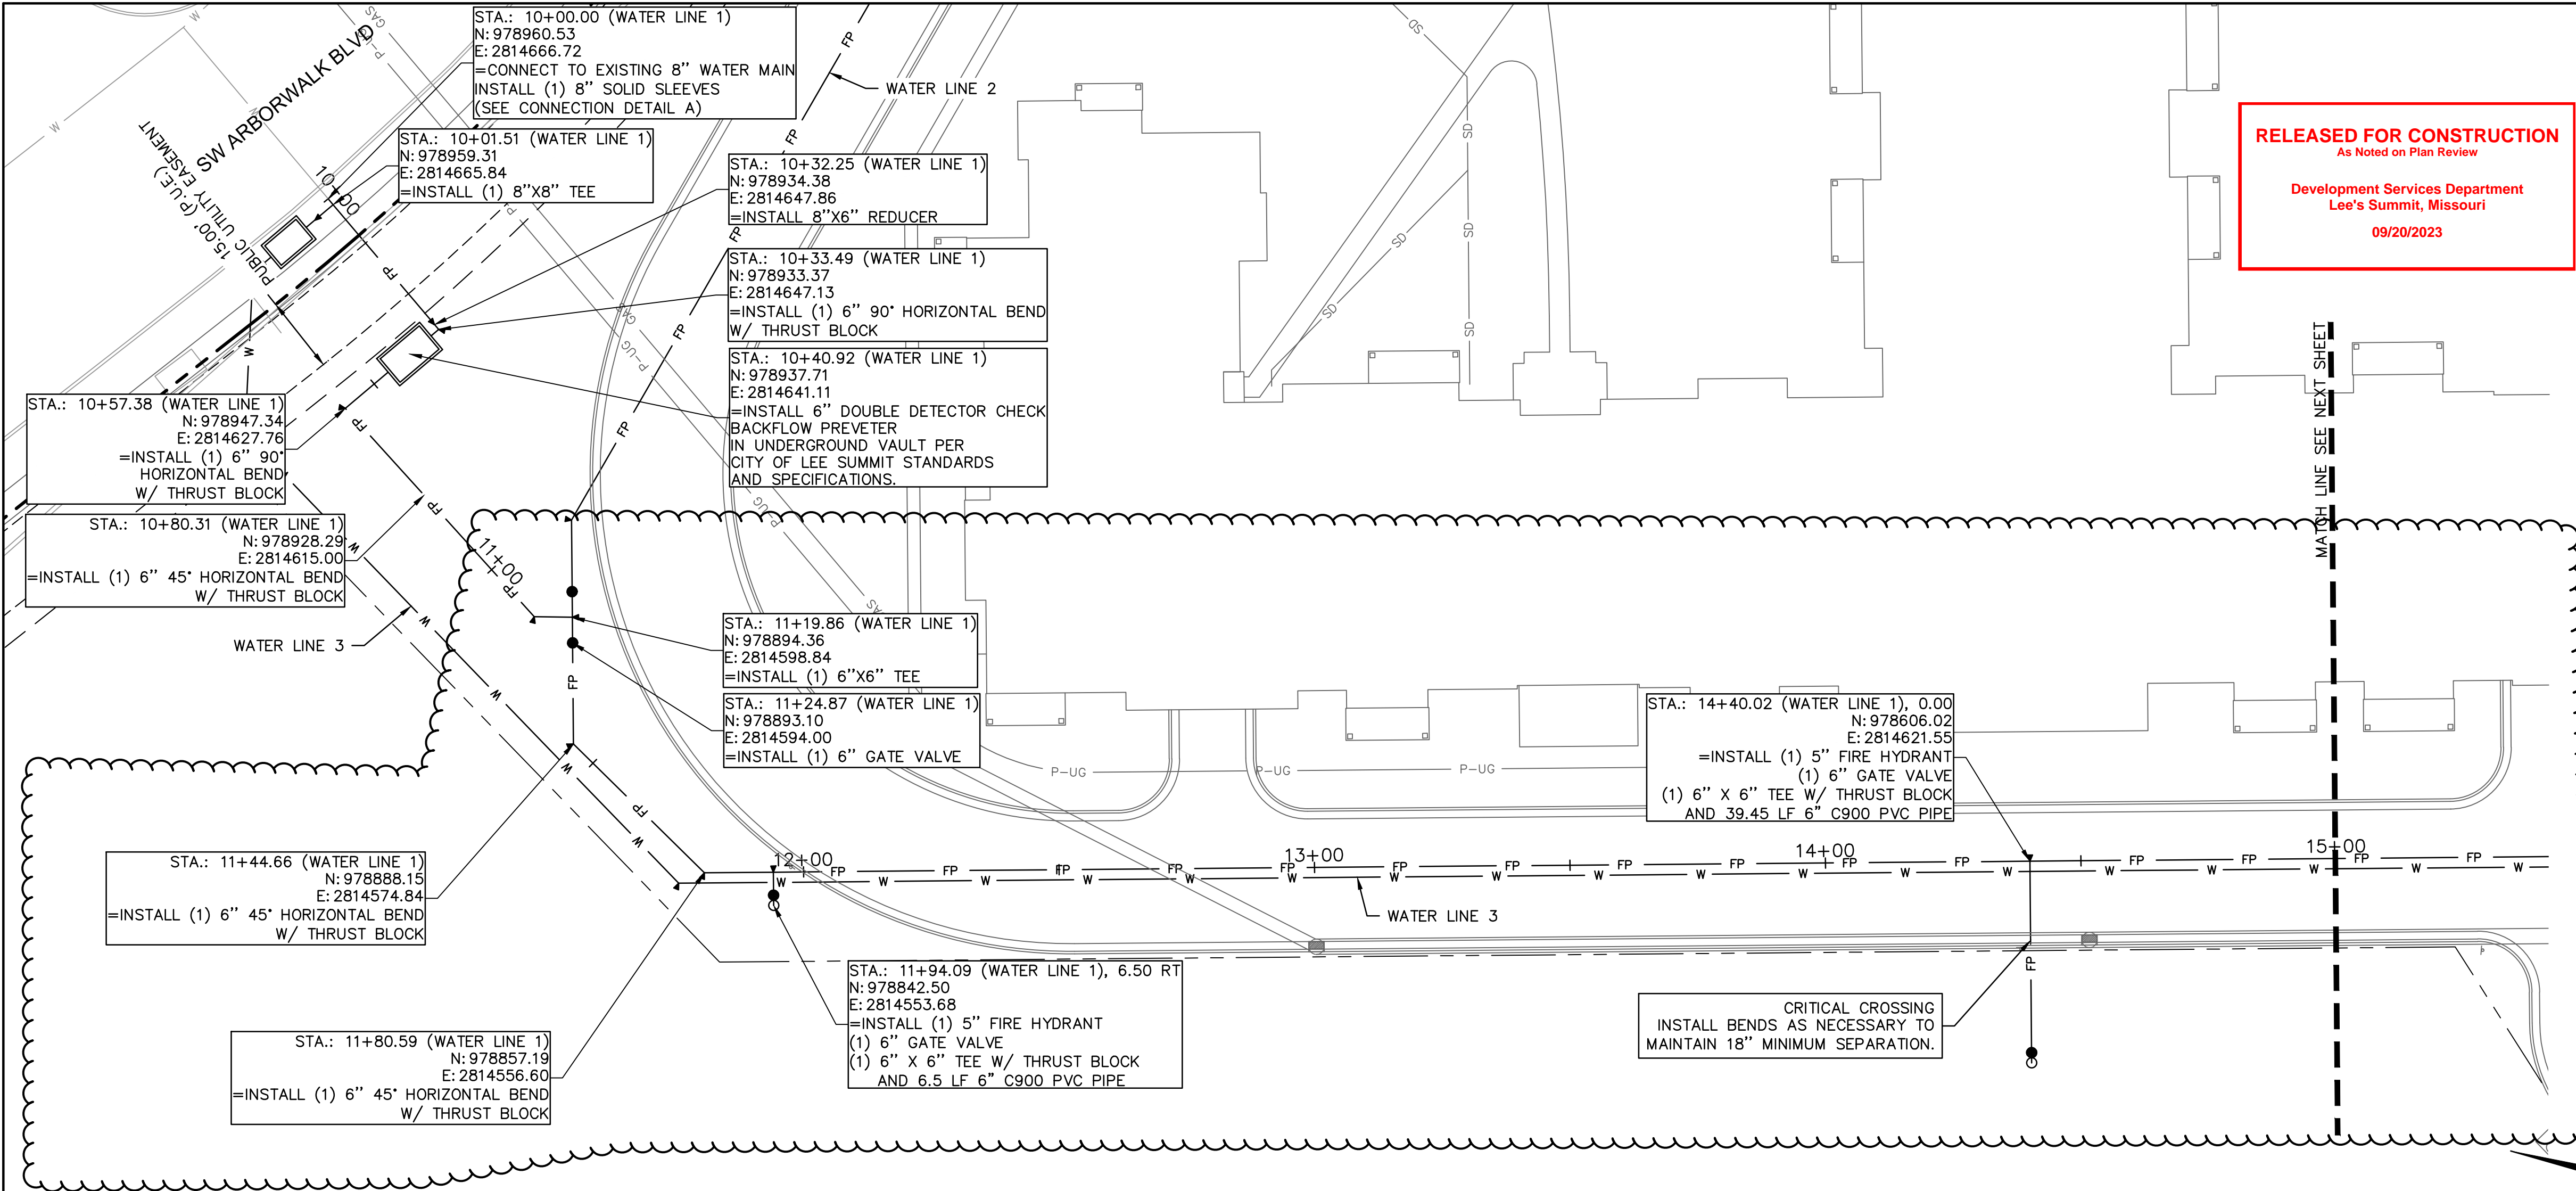 SW ARBORWALK BLVD
15.00' (P.U.E.)
PUBLIC UTILITY EASEMENT
STA.: 10+00.00 (WATER LINE 1)
N: 978960.53
E: 2814666.72
=CONNECT TO EXISTING 8" WATER MAIN
INSTALL (1) 8" SOLID SLEEVES
(SEE CONNECTION DETAIL A)
STA.: 10+01.51 (WATER LINE 1)
N: 978959.31
E: 2814665.84
=INSTALL (1) 8"X8" TEE
WATER LINE 2
STA.: 10+32.25 (WATER LINE 1)
N: 978934.38
E: 2814647.86
=INSTALL 8"X6" REDUCER
STA.: 10+33.49 (WATER LINE 1)
N: 978933.37
E: 2814647.13
=INSTALL (1) 6" 90° HORIZONTAL BEND
W/ THRUST BLOCK
STA.: 10+40.92 (WATER LINE 1)
N: 978937.71
E: 2814641.11
=INSTALL 6" DOUBLE DETECTOR CHECK
BACKFLOW PREVETER
IN UNDERGROUND VAULT PER
CITY OF LEE SUMMIT STANDARDS
AND SPECIFICATIONS.
RELEASED FOR CONSTRUCTION
As Noted on Plan Review
Development Services Department
Lee's Summit, Missouri
09/20/2023
MATCH LINE SEE NEXT SHEET
STA.: 10+57.38 (WATER LINE 1)
N: 978947.34
E: 2814627.76
=INSTALL (1) 6" 90°
HORIZONTAL BEND
W/ THRUST BLOCK
STA.: 10+80.31 (WATER LINE 1)
N: 978928.29
E: 2814615.00
=INSTALL (1) 6" 45° HORIZONTAL BEND
W/ THRUST BLOCK
WATER LINE 3
11+00
STA.: 11+19.86 (WATER LINE 1)
N: 978894.36
E: 2814598.84
=INSTALL (1) 6"X6" TEE
STA.: 11+24.87 (WATER LINE 1)
N: 978893.10
E: 2814594.00
=INSTALL (1) 6" GATE VALVE
STA.: 14+40.02 (WATER LINE 1), 0.00
N: 978606.02
E: 2814621.55
=INSTALL (1) 5" FIRE HYDRANT
(1) 6" GATE VALVE
(1) 6" X 6" TEE W/ THRUST BLOCK
AND 39.45 LF 6" C900 PVC PIPE
P-UG P-UG P-UG
STA.: 11+44.66 (WATER LINE 1)
N: 978888.15
E: 2814574.84
=INSTALL (1) 6" 45° HORIZONTAL BEND
W/ THRUST BLOCK
12+00 13+00 14+00 15+00
WATER LINE 3
STA.: 11+80.59 (WATER LINE 1)
N: 978857.19
E: 2814556.60
=INSTALL (1) 6" 45° HORIZONTAL BEND
W/ THRUST BLOCK
STA.: 11+94.09 (WATER LINE 1), 6.50 RT
N: 978842.50
E: 2814553.68
=INSTALL (1) 5" FIRE HYDRANT
(1) 6" GATE VALVE
(1) 6" X 6" TEE W/ THRUST BLOCK
AND 6.5 LF 6" C900 PVC PIPE
CRITICAL CROSSING
INSTALL BENDS AS NECESSARY TO
MAINTAIN 18" MINIMUM SEPARATION.